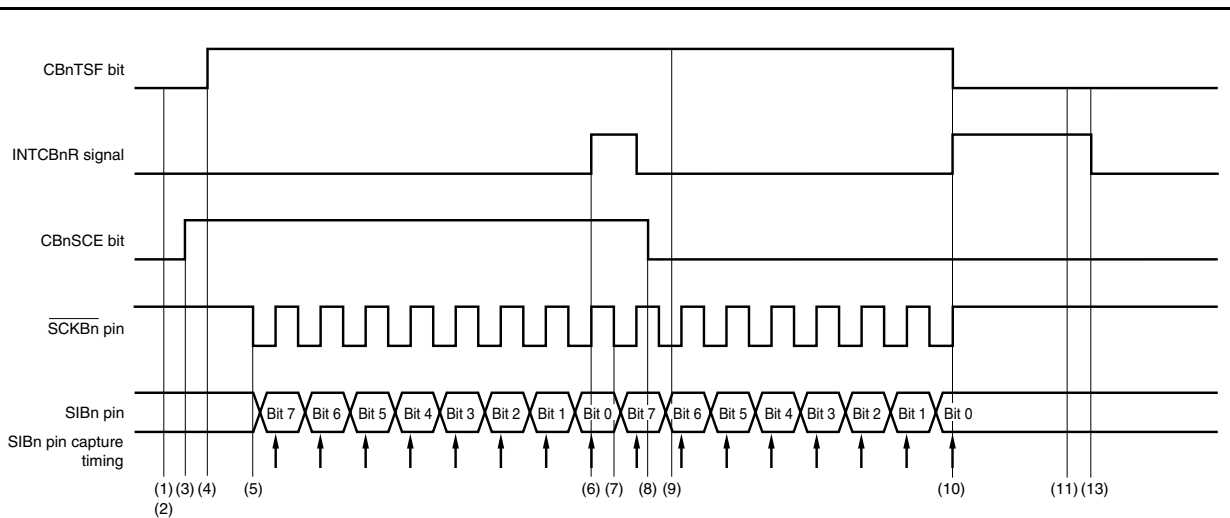 CBnTSF bit
INTCBnR signal
CBnSCE bit
SCKBn pin
SIBn pin
Bit 7 Bit 6 Bit 5 Bit 4 Bit 3 Bit 2 Bit 1 Bit 0 Bit 7 Bit 6 Bit 5 Bit 4 Bit 3 Bit 2 Bit 1 Bit 0
SIBn pin capture
timing
(1) (3) (4) (5) (6) (7) (8) (9) (10) (11) (13)
(2)